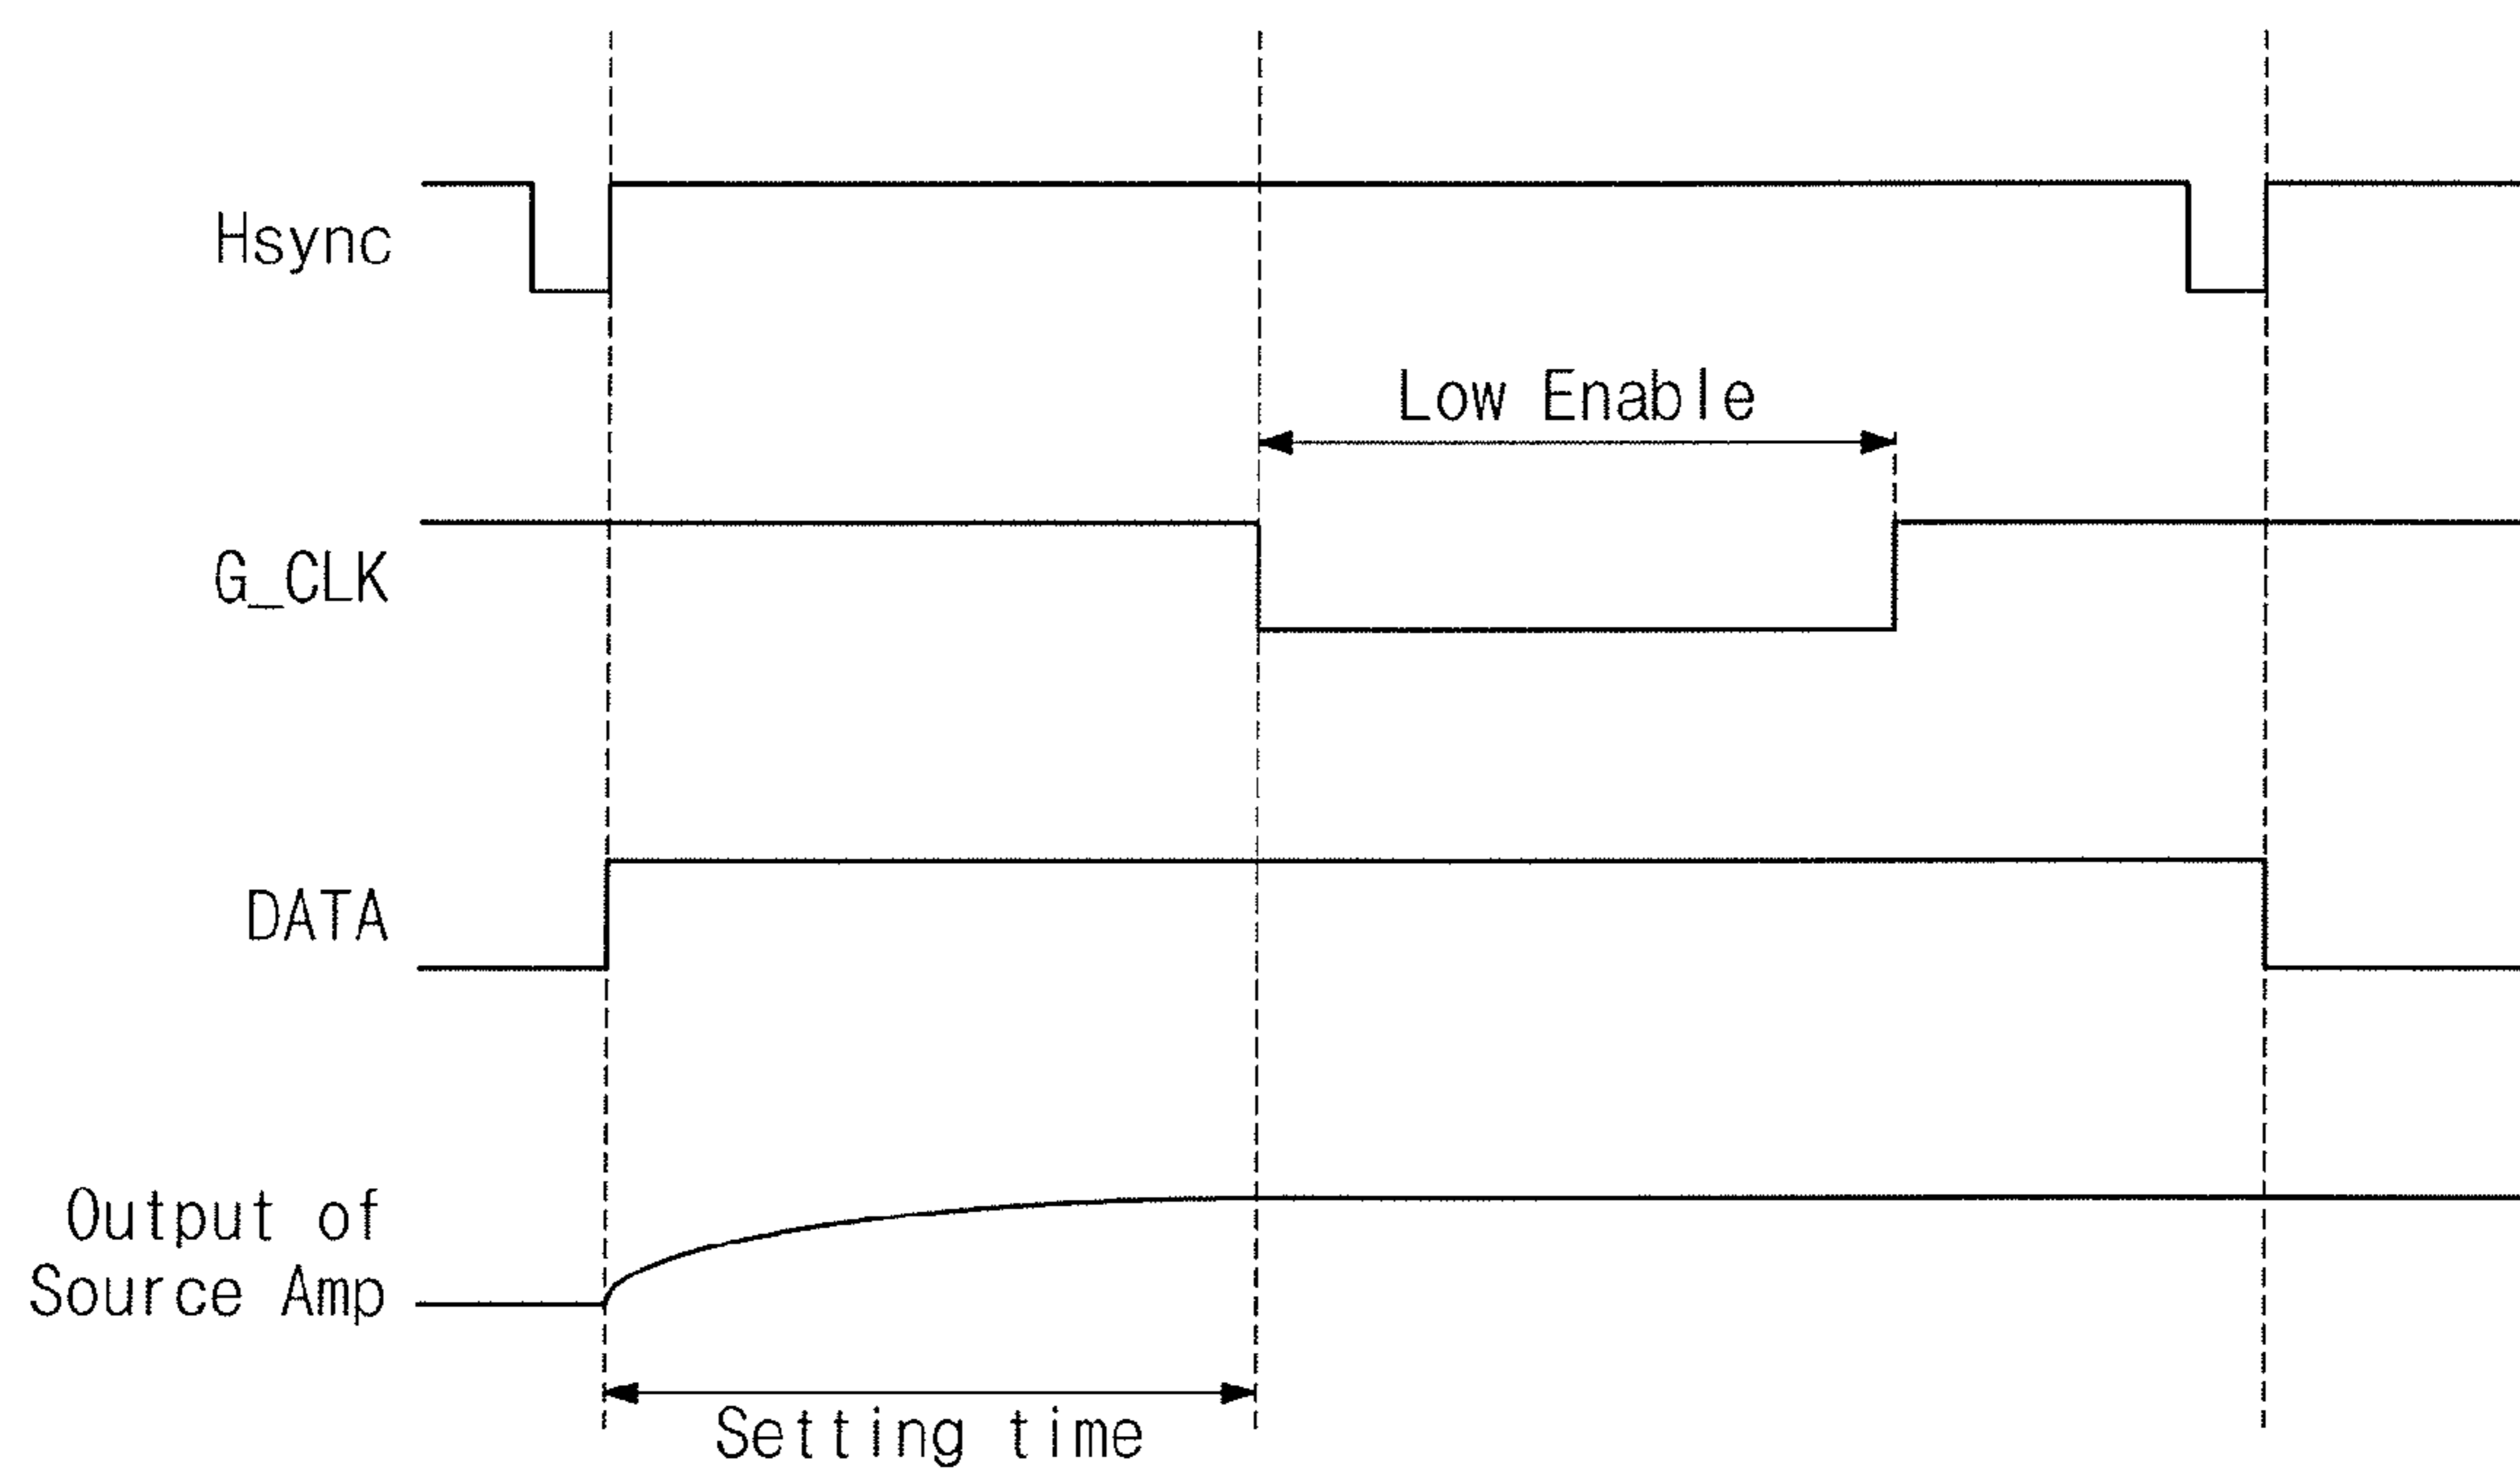 Hsync
Low Enable
G_CLK
DATA
Output of
Source Amp
Setting time